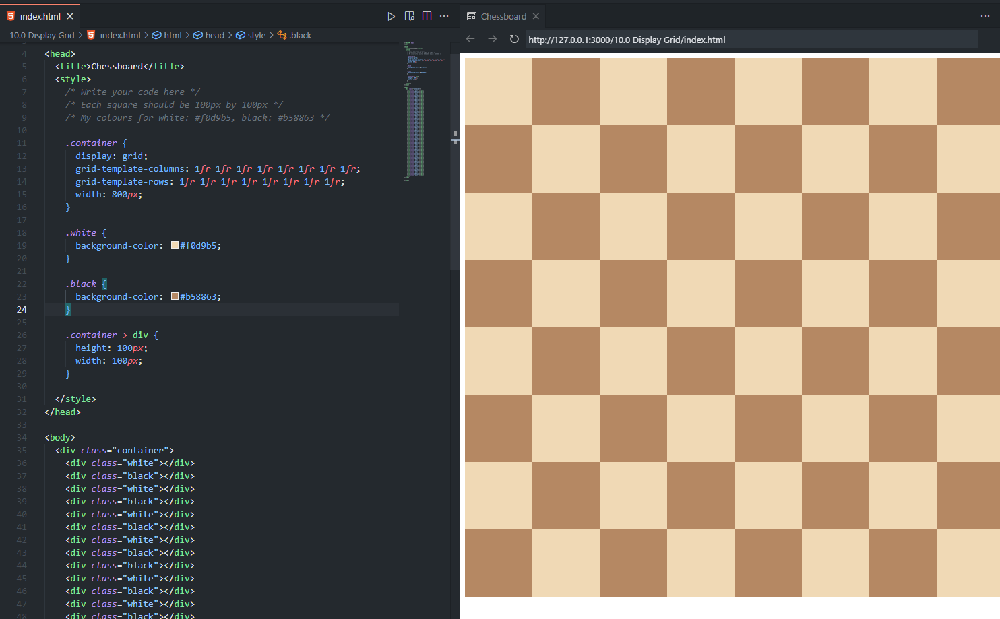 index.html
10.0 Display Grid > index.html > html > head > style > .black
4 <head>
5 <title>Chessboard</title>
6 <style>
7 /* Write your code here */
8 /* Each square should be 100px by 100px */
9 /* My colours for white: #f0d9b5, black: #b58863 */
10
11 .container {
12 display: grid;
13 grid-template-columns: 1fr 1fr 1fr 1fr 1fr 1fr 1fr 1fr;
14 grid-template-rows: 1fr 1fr 1fr 1fr 1fr 1fr 1fr 1fr;
15 width: 800px;
16 }
17
18 .white {
19 background-color: #f0d9b5;
20 }
21
22 .black {
23 background-color: #b58863;
24 }
25
26 .container > div {
27 height: 100px;
28 width: 100px;
29 }
30
31 </style>
32 </head>
33
34 <body>
35 <div class="container">
36 <div class="white"></div>
37 <div class="black"></div>
38 <div class="white"></div>
39 <div class="black"></div>
40 <div class="white"></div>
41 <div class="black"></div>
42 <div class="white"></div>
43 <div class="black"></div>
44 <div class="black"></div>
45 <div class="white"></div>
46 <div class="black"></div>
47 <div class="white"></div>
48 <div class="black"></div>
Chessboard
http://127.0.0.1:3000/10.0 Display Grid/index.html